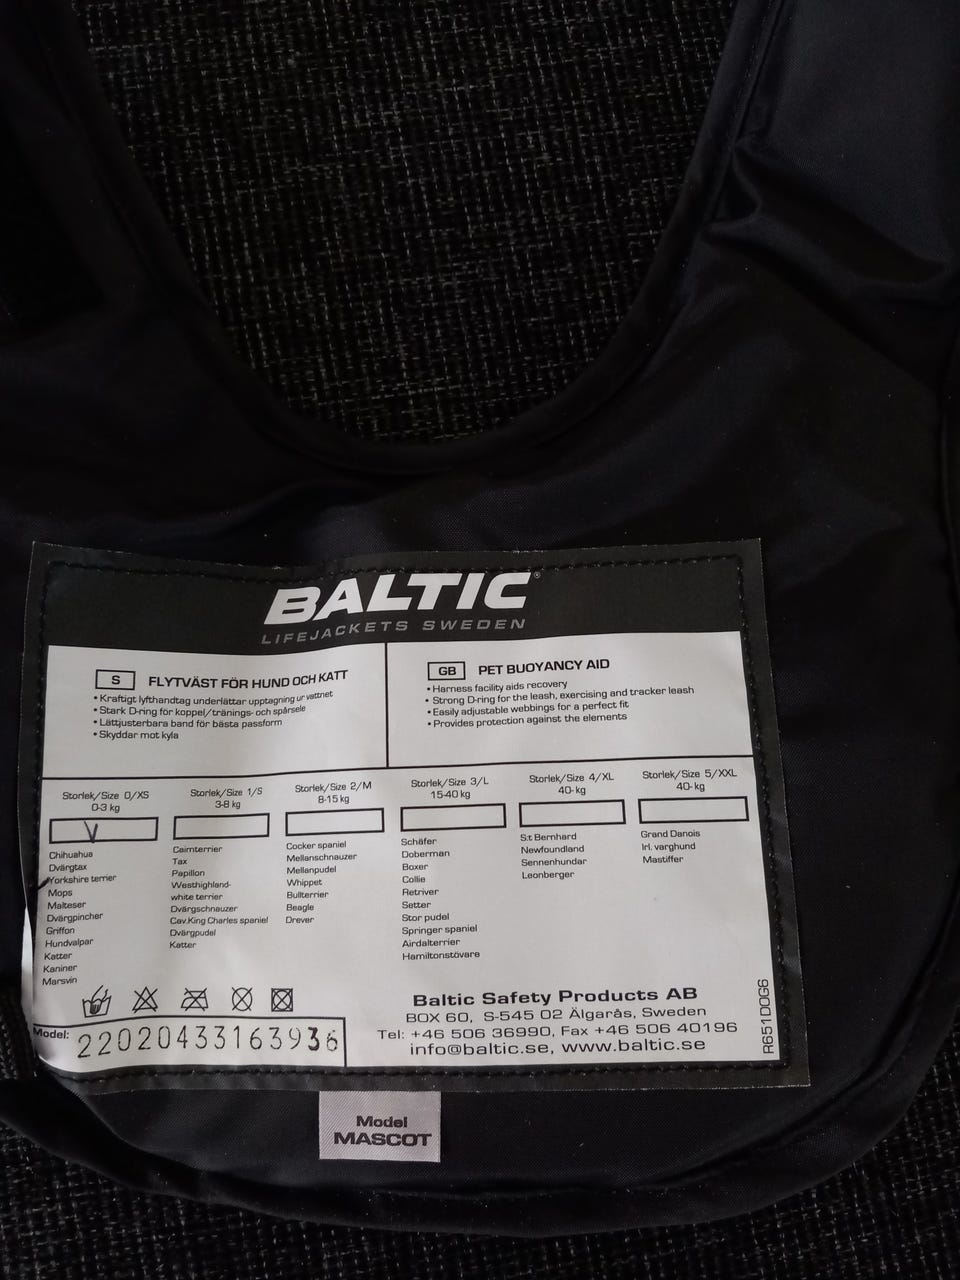 BALTIC®
LIFEJACKETS SWEDEN
S FLYTVÄST FÖR HUND OCH KATT
• Kraftigt lyfthandtag underlättar upptagning ur vattnet
• Stark D-ring för koppel/tränings- och spårsele
• Lättjusterbara band för bästa passform
• Skyddar mot kyla
GB PET BUOYANCY AID
• Harness facility aids recovery
• Strong D-ring for the leash, exercising and tracker leash
• Easily adjustable webbings for a perfect fit
• Provides protection against the elements
Storlek/Size 0/XS
0-3 kg
V
Chihuahua
Dvärgtax
Yorkshire terrier
Mops
Malteser
Dvärgpincher
Griffon
Hundvalpar
Katter
Kaniner
Marsvin
Storlek/Size 1/S
3-8 kg
Cairnterrier
Tax
Papillon
Westhighland-
white terrier
Dvärgschnauzer
Cav.King Charles spaniel
Dvärgpudel
Katter
Storlek/Size 2/M
8-15 kg
Cocker spaniel
Mellanschnauzer
Mellanpudel
Whippet
Bullterrier
Beagle
Drever
Storlek/Size 3/L
15-40 kg
Schäfer
Doberman
Boxer
Collie
Retriver
Setter
Stor pudel
Springer spaniel
Airdalterrier
Hamiltonstövare
Storlek/Size 4/XL
40- kg
S:t Bernhard
Newfoundland
Sennenhundar
Leonberger
Storlek/Size 5/XXL
40- kg
Grand Danois
Irl. varghund
Mastiffer
Model: 22020433163936
Baltic Safety Products AB
BOX 60, S-545 02 Älgarås, Sweden
Tel: +46 506 36990, Fax +46 506 40196
info@baltic.se, www.baltic.se
R651DOG6
Model
MASCOT